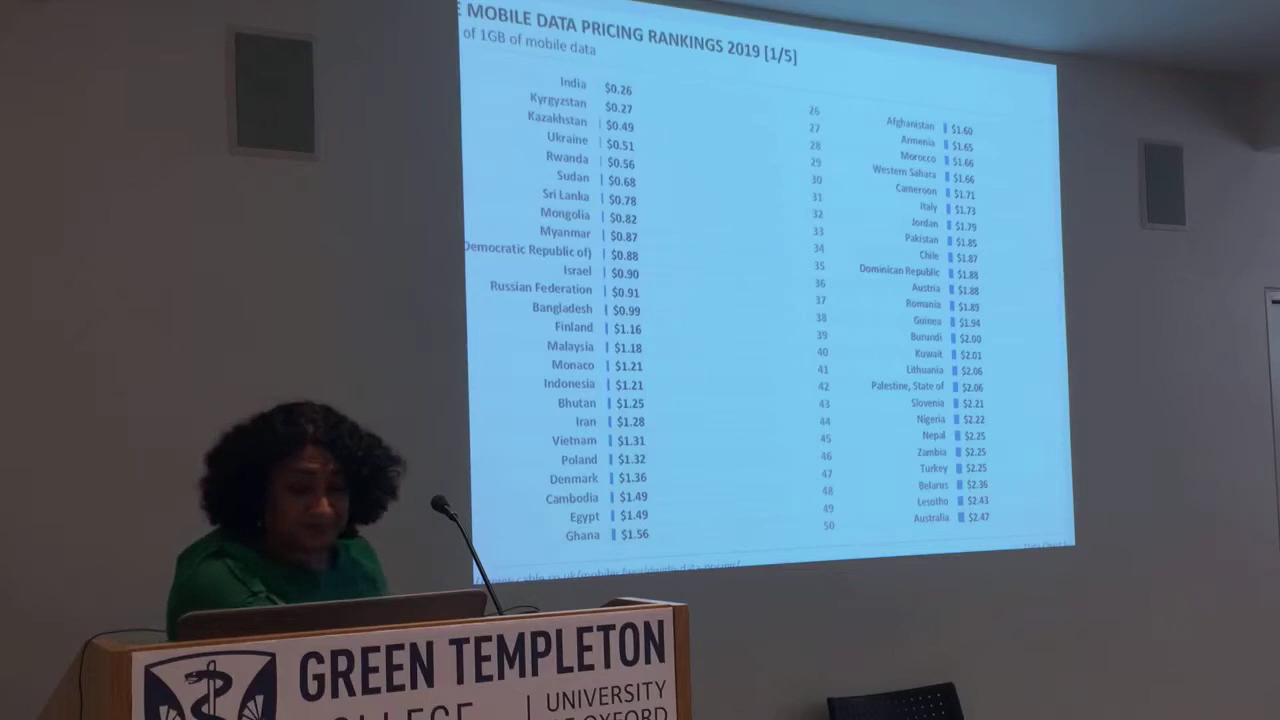 MOBILE DATA PRICING RANKINGS 2019 [1/5]
of 1GB of mobile data
India $0.26
Kyrgyzstan $0.27
Kazakhstan $0.49
Ukraine $0.51
Rwanda $0.56
Sudan $0.68
Sri Lanka $0.78
Mongolia $0.82
Myanmar $0.87
Democratic Republic of) $0.88
Israel $0.90
Russian Federation $0.91
Bangladesh $0.99
Finland $1.16
Malaysia $1.18
Monaco $1.21
Indonesia $1.21
Bhutan $1.25
Iran $1.28
Vietnam $1.31
Poland $1.32
Denmark $1.36
Cambodia $1.49
Egypt $1.49
Ghana $1.56
26 Afghanistan $1.60
27 Armenia $1.65
28 Morocco $1.66
29 Western Sahara $1.66
30 Cameroon $1.71
31 Italy $1.73
32 Jordan $1.79
33 Pakistan $1.85
34 Chile $1.87
35 Dominican Republic $1.88
36 Austria $1.88
37 Romania $1.89
38 Guinea $1.94
39 Burundi $2.00
40 Kuwait $2.01
41 Lithuania $2.06
42 Palestine, State of $2.06
43 Slovenia $2.21
44 Nigeria $2.22
45 Nepal $2.25
46 Zambia $2.25
47 Turkey $2.25
48 Belarus $2.36
49 Lesotho $2.43
50 Australia $2.47
GREEN TEMPLETON
COLLEGE | UNIVERSITY
OF OXFORD